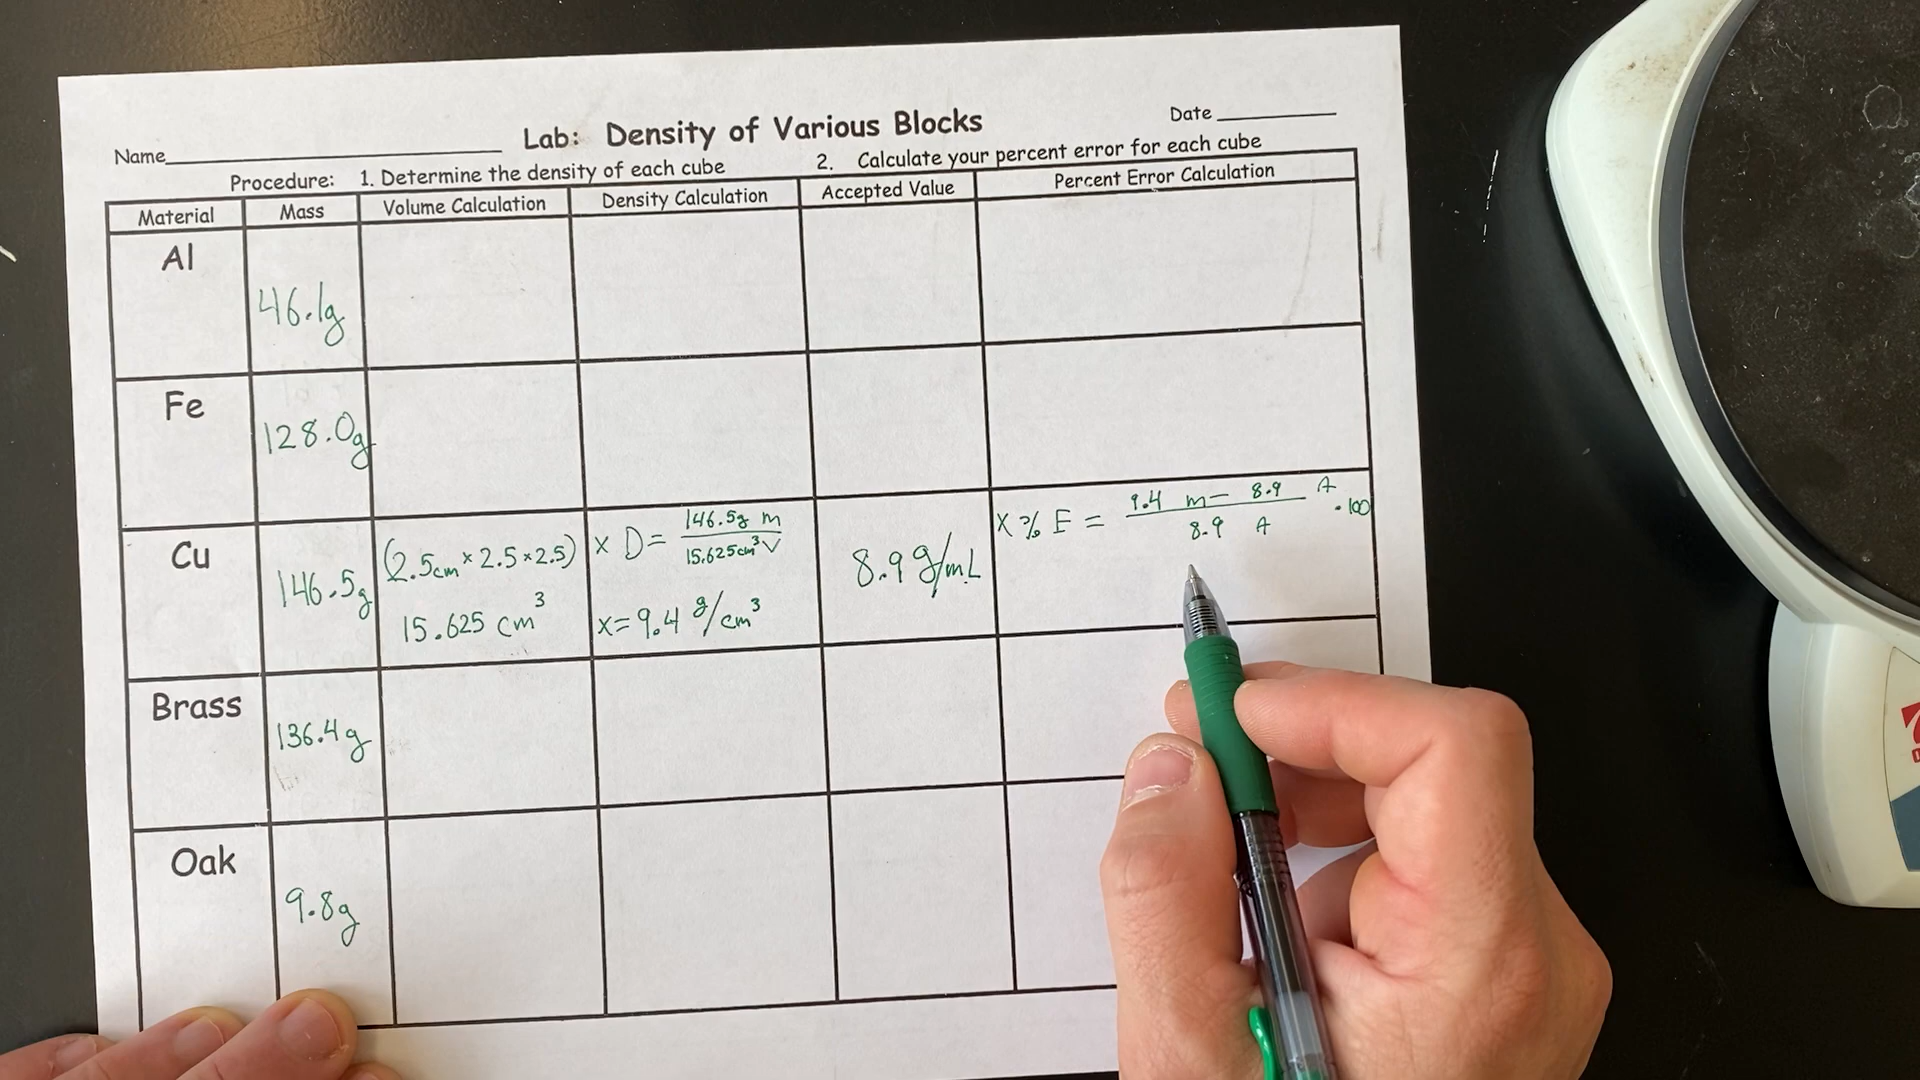 Name Lab: Density of Various Blocks Date
Procedure: 1. Determine the density of each cube 2. Calculate your percent error for each cube
Material Mass Volume Calculation Density Calculation Accepted Value Percent Error Calculation
Al
46.1g
Fe
128.0g
Cu
146.5g
(2.5cm × 2.5 × 2.5)
15.625 cm³
x D = 146.5g m
15.625cm³ V
x = 9.4 g/cm³
8.9 g/mL
x % E = 9.4 m – 8.9 A
8.9 A
·100
Brass
136.4g
Oak
9.8g